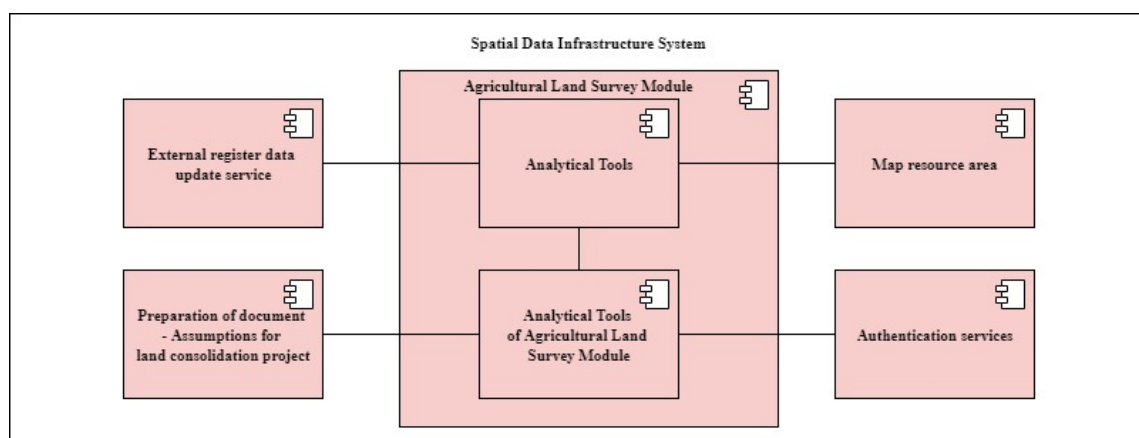 Spatial Data Infrastructure System
Agricultural Land Survey Module
External register data
update service
Analytical Tools
Map resource area
Preparation of document
- Assumptions for
land consolidation project
Analytical Tools
of Agricultural Land
Survey Module
Authentication services